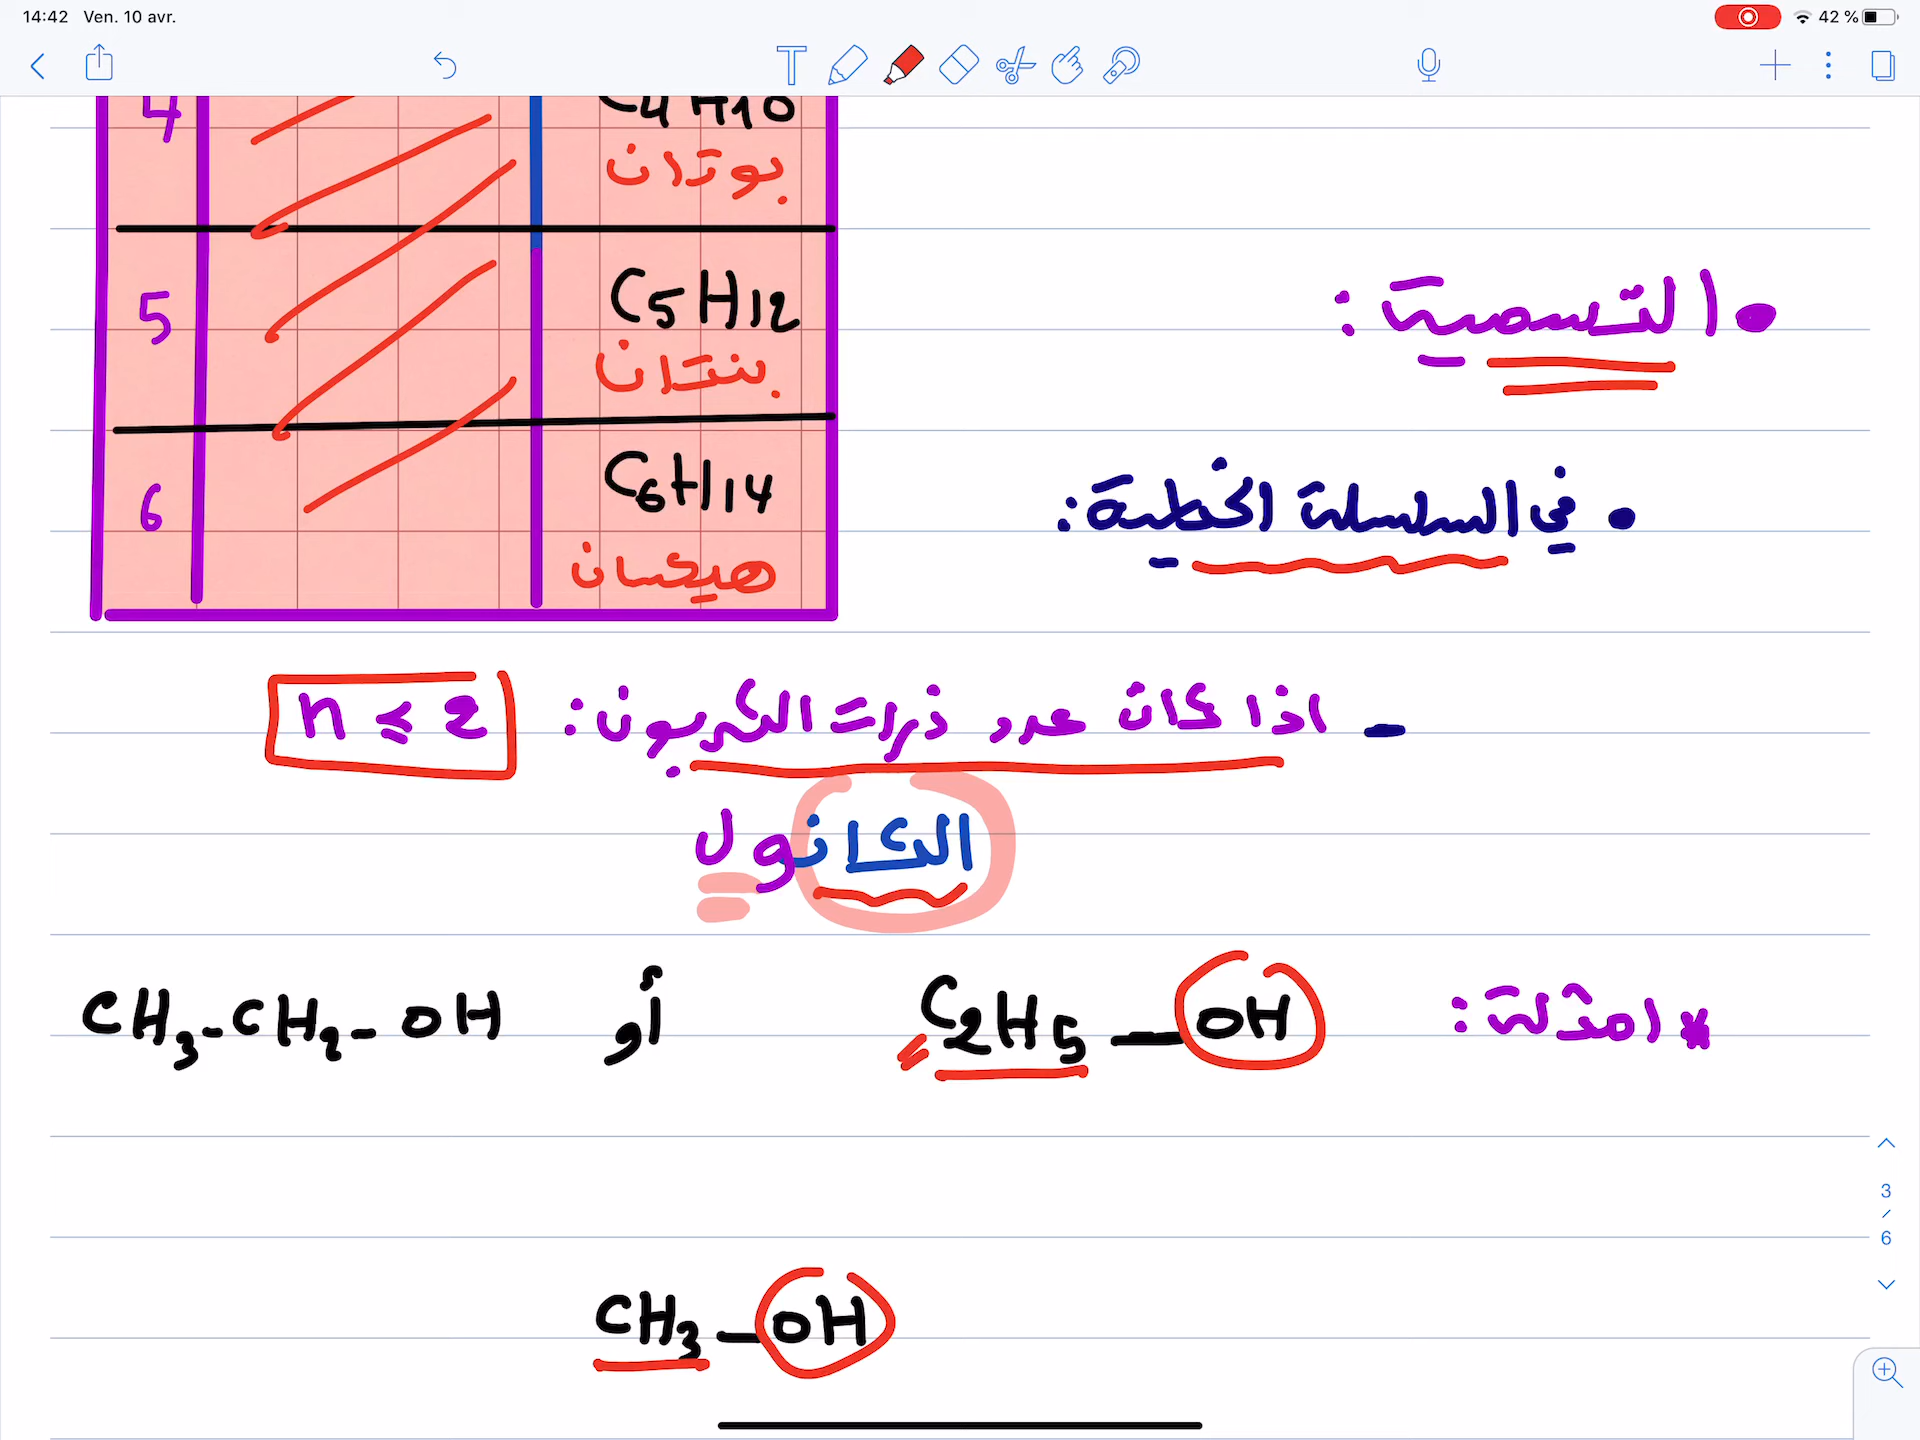 14:42 Ven. 10 avr. 42 %
4 C4H10
بوتان
5 C5H12
بنتان
6 C6H14
هيكسان
• التسمية :
• في السلسلة الخطية :
- اذا كان عدد ذرات الكربون : n ≤ 2
الكانول
* امثلة : C2H5 — OH أو CH3 - CH2 - OH
CH3 — OH
3
/
6